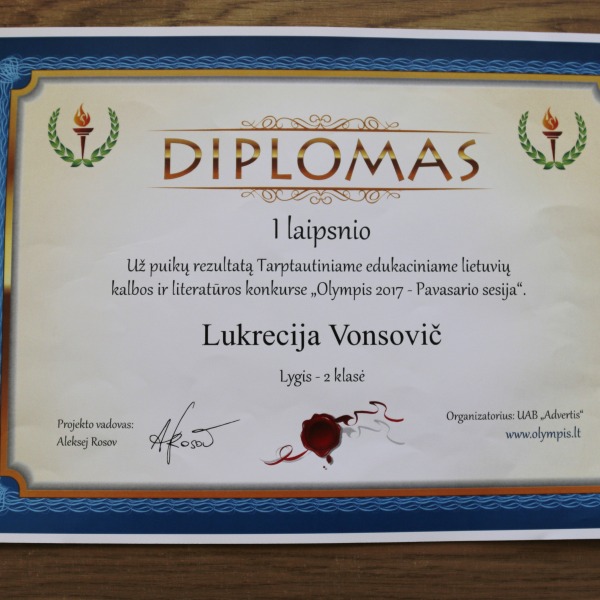 DIPLOMAS
I laipsnio
Už puikų rezultatą Tarptautiniame edukaciniame lietuvių
kalbos ir literatūros konkurse „Olympis 2017 - Pavasario sesija“.
Lukrecija Vonsovič
Lygis - 2 klasė
Projekto vadovas:
Aleksej Rosov
ARosov
Organizatorius: UAB „Advertis“
www.olympis.lt